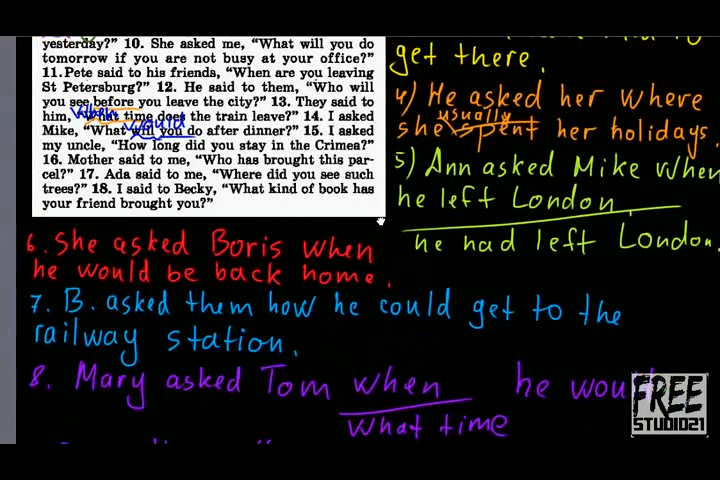 yesterday?" 10. She asked me, "What will you do
tomorrow if you are not busy at your office?"
11. Pete said to his friends, "When are you leaving
St Petersburg?" 12. He said to them, "Who will
you see before you leave the city?" 13. They said to
him, "What time does the train leave?" 14. I asked
when would
Mike, "What will you do after dinner?" 15. I asked
my uncle, "How long did you stay in the Crimea?"
16. Mother said to me, "Who has brought this par-
cel?" 17. Ada said to me, "Where did you see such
trees?" 18. I said to Becky, "What kind of book has
your friend brought you?"
get there.
4) He asked her where
usually
she spent her holidays.
5) Ann asked Mike when
he left London
he had left London.
6. She asked Boris when
he would be back home.
7. B. asked them how he could get to the
railway station.
8. Mary asked Tom when he would
what time
FREE
STUDIO21